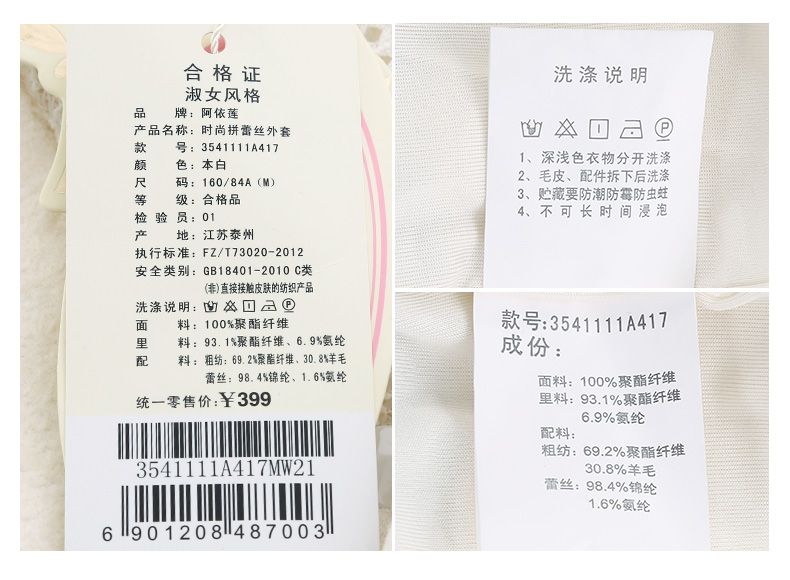 合格证
淑女风格
品牌：阿依莲
产品名称：时尚拼蕾丝外套
款号：3541111A417
颜色：本白
尺码：160/84A（M）
等级：合格品
检验员：01
产地：江苏泰州
执行标准：FZ/T73020-2012
安全类别：GB18401-2010 C类
(非)直接接触皮肤的纺织产品
洗涤说明：
面料：100%聚酯纤维
里料：93.1%聚酯纤维、6.9%氨纶
配料：粗纺：69.2%聚酯纤维、30.8%羊毛
蕾丝：98.4%锦纶、1.6%氨纶
统一零售价：￥399
3541111A417MW21
6 901208 487003
洗涤说明
1、深浅色衣物分开洗涤
2、毛皮、配件拆下后洗涤
3、贮藏要防潮防霉防虫蛀
4、不可长时间浸泡
款号:3541111A417
成份：
面料：100%聚酯纤维
里料：93.1%聚酯纤维
6.9%氨纶
配料：
粗纺：69.2%聚酯纤维
30.8%羊毛
蕾丝：98.4%锦纶
1.6%氨纶